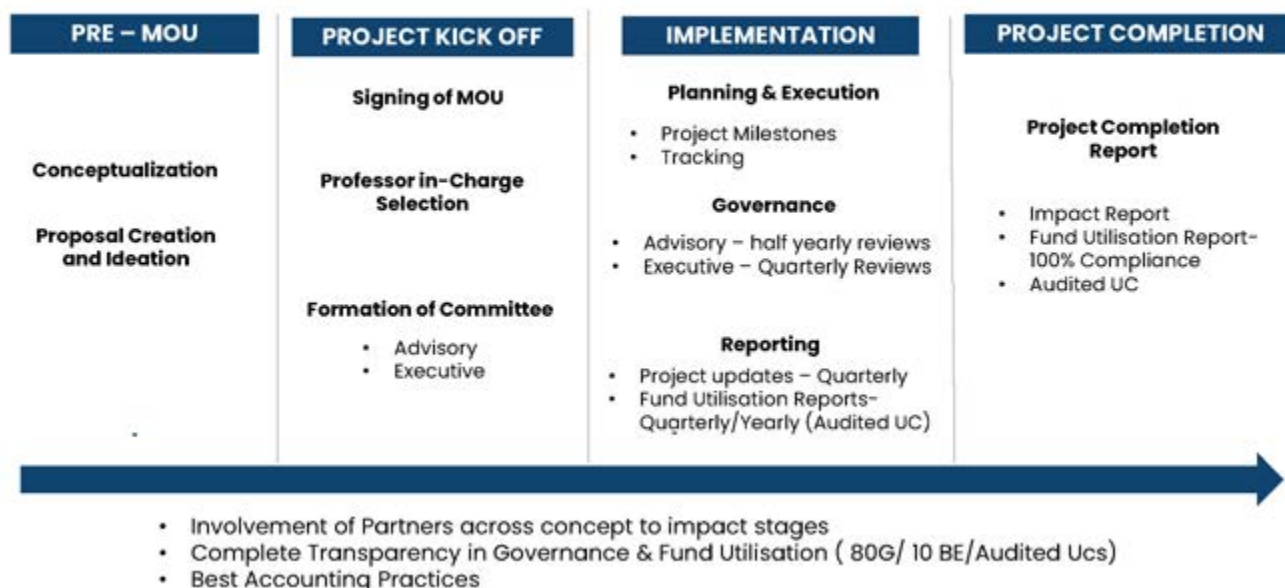 PRE – MOU
Conceptualization
Proposal Creation
and Ideation
PROJECT KICK OFF
Signing of MOU
Professor in-Charge
Selection
Formation of Committee
• Advisory
• Executive
IMPLEMENTATION
Planning & Execution
• Project Milestones
• Tracking
Governance
• Advisory – half yearly reviews
• Executive – Quarterly Reviews
Reporting
• Project updates – Quarterly
• Fund Utilisation Reports-
Quarterly/Yearly (Audited UC)
PROJECT COMPLETION
Project Completion
Report
• Impact Report
• Fund Utilisation Report-
100% Compliance
• Audited UC
• Involvement of Partners across concept to impact stages
• Complete Transparency in Governance & Fund Utilisation ( 80G/ 10 BE/Audited Ucs)
• Best Accounting Practices